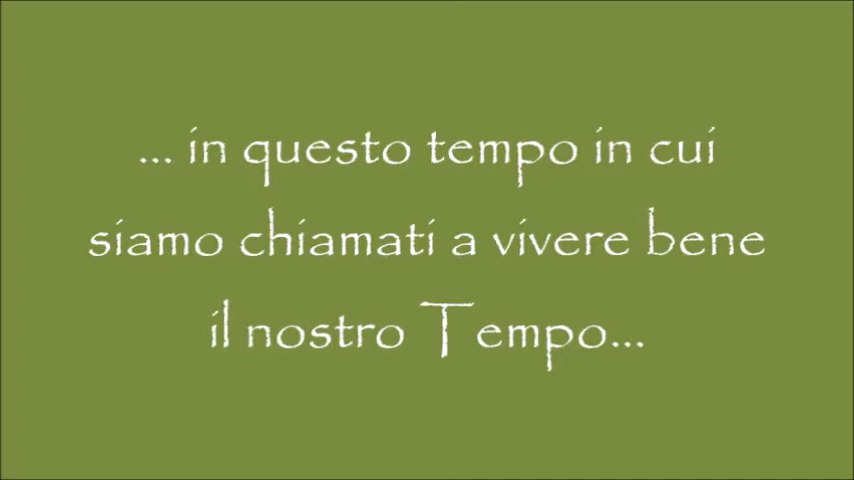 ... in questo tempo in cui
siamo chiamati a vivere bene
il nostro Tempo...